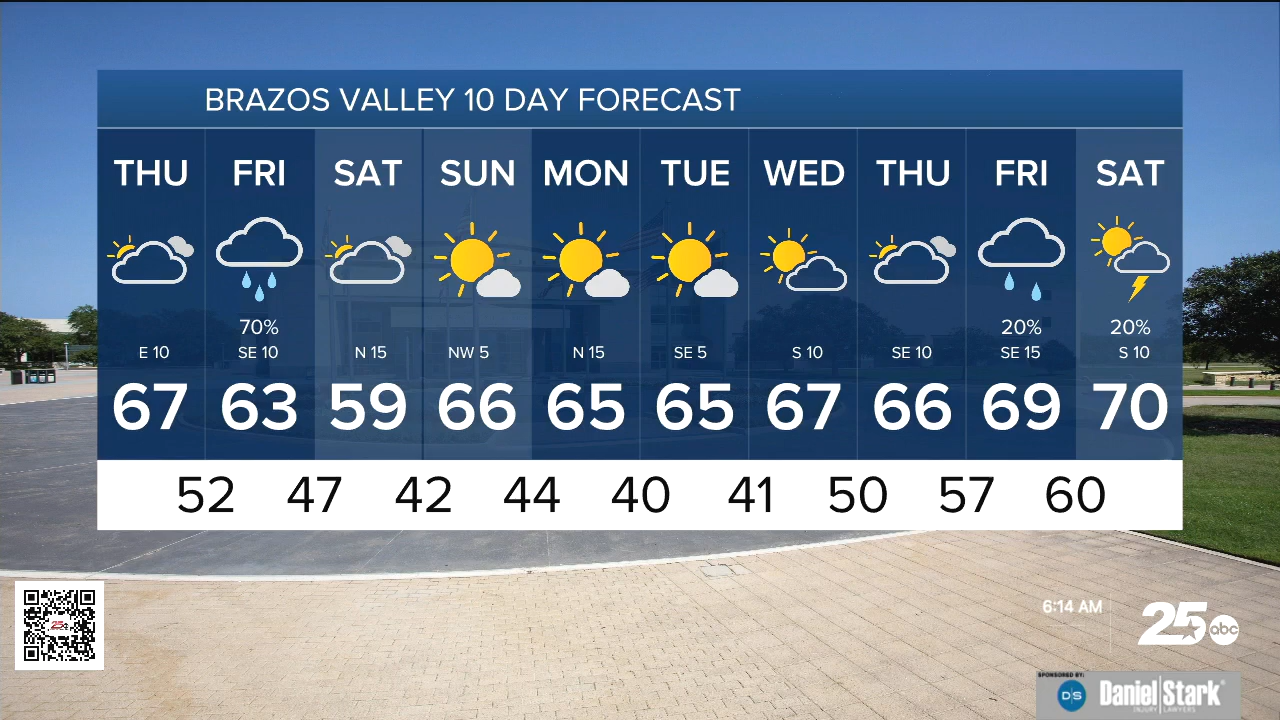 BRAZOS VALLEY 10 DAY FORECAST
THU FRI SAT SUN MON TUE WED THU FRI SAT
70% 20% 20%
E 10 SE 10 N 15 NW 5 N 15 SE 5 S 10 SE 10 SE 15 S 10
67 63 59 66 65 65 67 66 69 70
52 47 42 44 40 41 50 57 60
25
6:14 AM
25 abc
SPONSORED BY:
D|S Daniel|Stark
INJURY LAWYERS